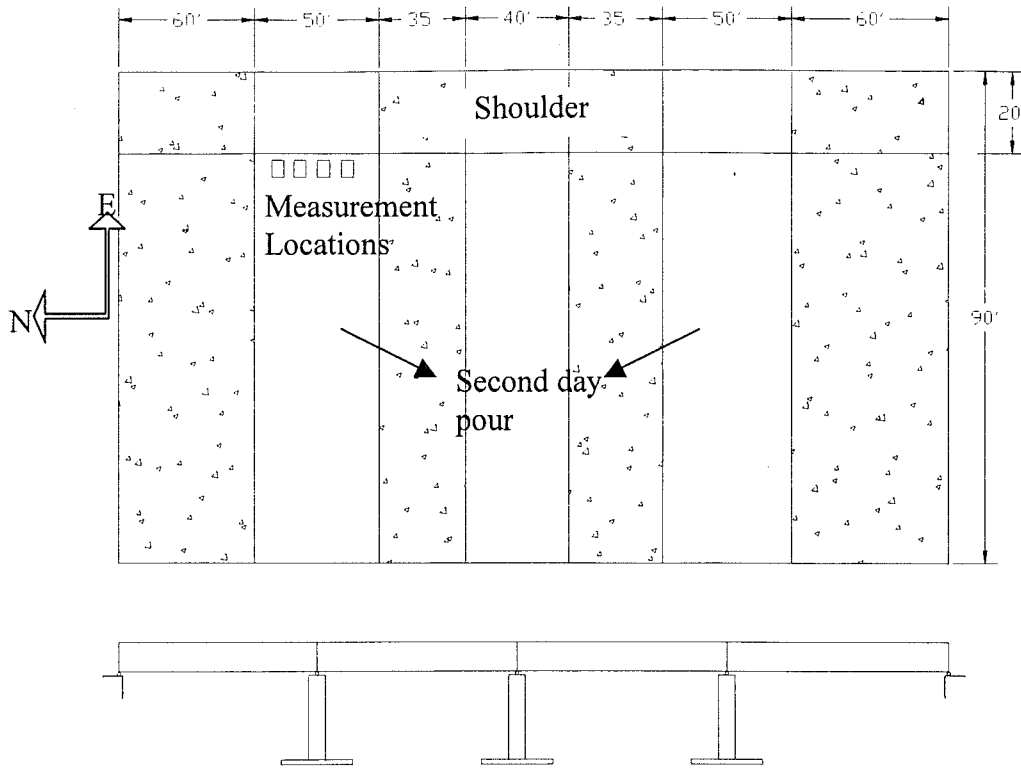 60' 50' 35 40' 35 50' 60'
Shoulder
20
E
Measurement
Locations
N
90'
Second day
pour